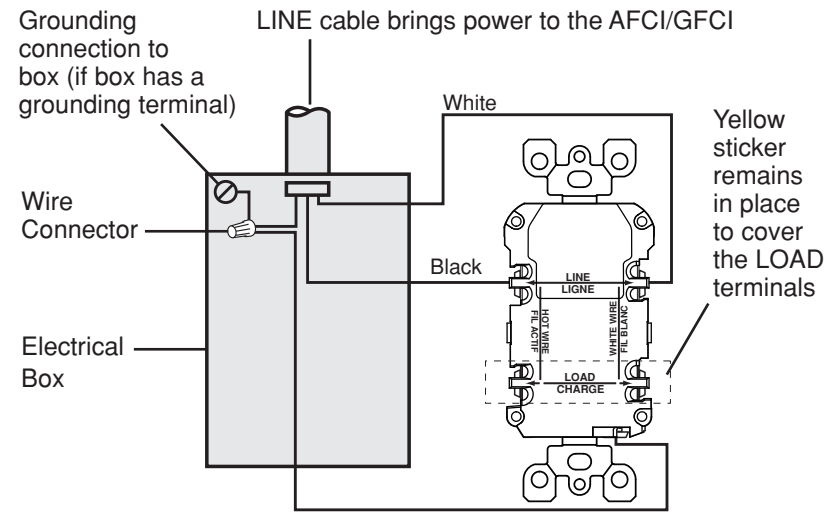 Grounding
connection to
box (if box has a
grounding terminal)
LINE cable brings power to the AFCI/GFCI
White
Yellow
sticker
remains
in place
to cover
the LOAD
terminals
Wire
Connector
Black
LINE
LIGNE
HOT WIRE
FIL ACTIF
WHITE WIRE
FIL BLANC
Electrical
Box
LOAD
CHARGE